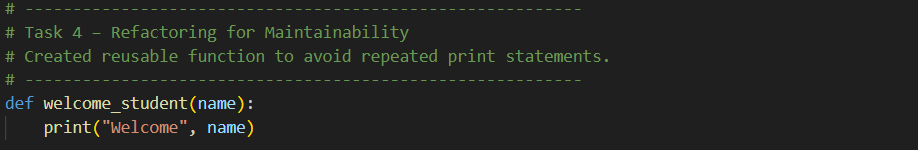 # ----------------------------------------------------------
# Task 4 – Refactoring for Maintainability
# Created reusable function to avoid repeated print statements.
# ----------------------------------------------------------
def welcome_student(name):
    print("Welcome", name)